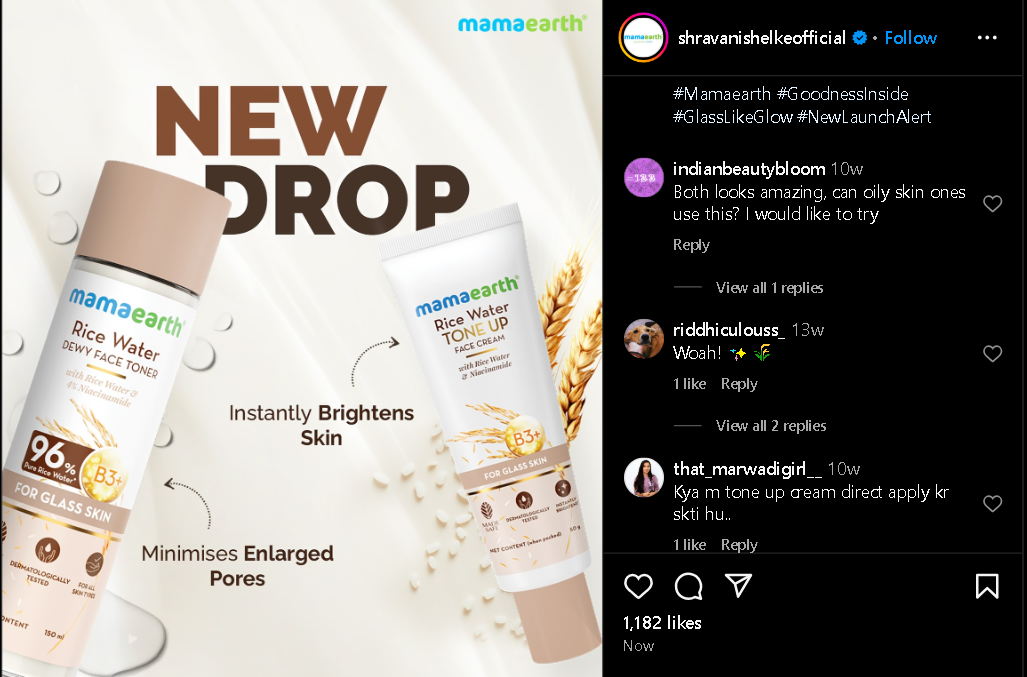 mamaearth
NEW
DROP
mamaearth
Rice Water
DEWY FACE TONER
with Rice Water &
4% Niacinamide
96%
Pure Rice Water*
B3+
FOR GLASS SKIN
DERMATOLOGICALLY
TESTED
FOR ALL
SKIN TYPES
150 ml
mamaearth
Rice Water
TONE UP
FACE CREAM
with Rice Water
& Niacinamide
B3+
FOR GLASS SKIN
MADE
SAFE
DERMATOLOGICALLY
TESTED
NET CONTENT (when packed)
50 g
Instantly Brightens
Skin
Minimises Enlarged
Pores
mamaearth
shravanishelkeofficial • Follow
#Mamaearth #GoodnessInside
#GlassLikeGlow #NewLaunchAlert
indianbeautybloom 10w
Both looks amazing, can oily skin ones
use this? I would like to try
Reply
View all 1 replies
riddhiculouss_ 13w
Woah! ✨ 🌾
1 like Reply
View all 2 replies
that_marwadigirl__ 10w
Kya m tone up cream direct apply kr
skti hu..
1 like Reply
1,182 likes
Now